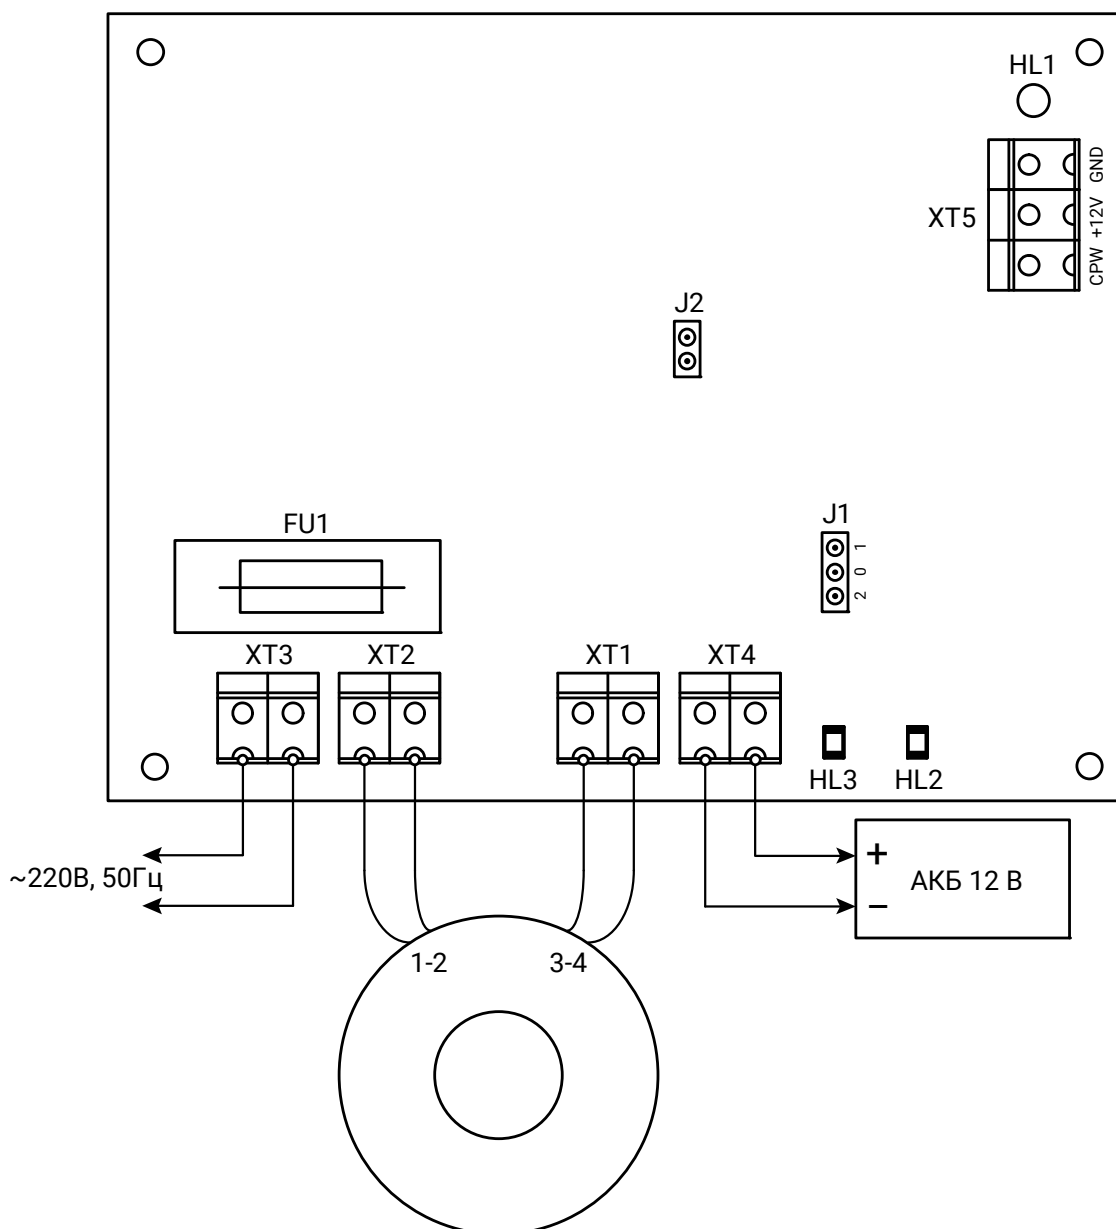 HL1
GND
XT5
+12V
CPW
J2
J1
1
0
2
FU1
XT3
XT2
XT1
XT4
HL3
HL2
~220В, 50Гц
+
АКБ 12 В
–
1-2
3-4